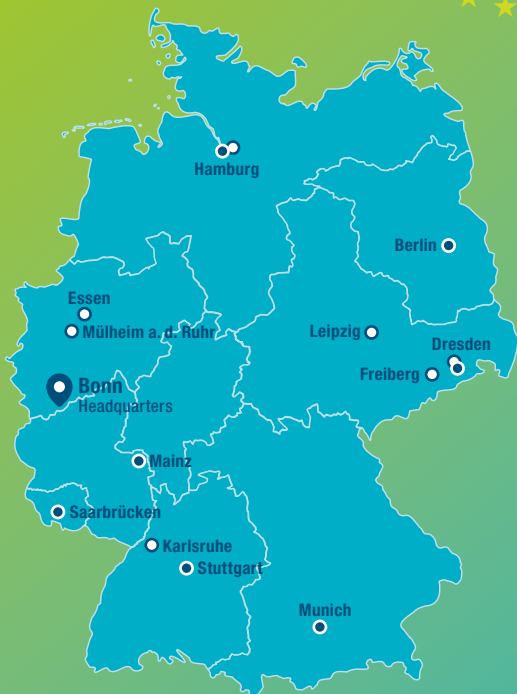 Hamburg
Berlin
Essen
Mülheim a. d. Ruhr
Leipzig
Dresden
Freiberg
Bonn
Headquarters
Mainz
Saarbrücken
Karlsruhe
Stuttgart
Munich